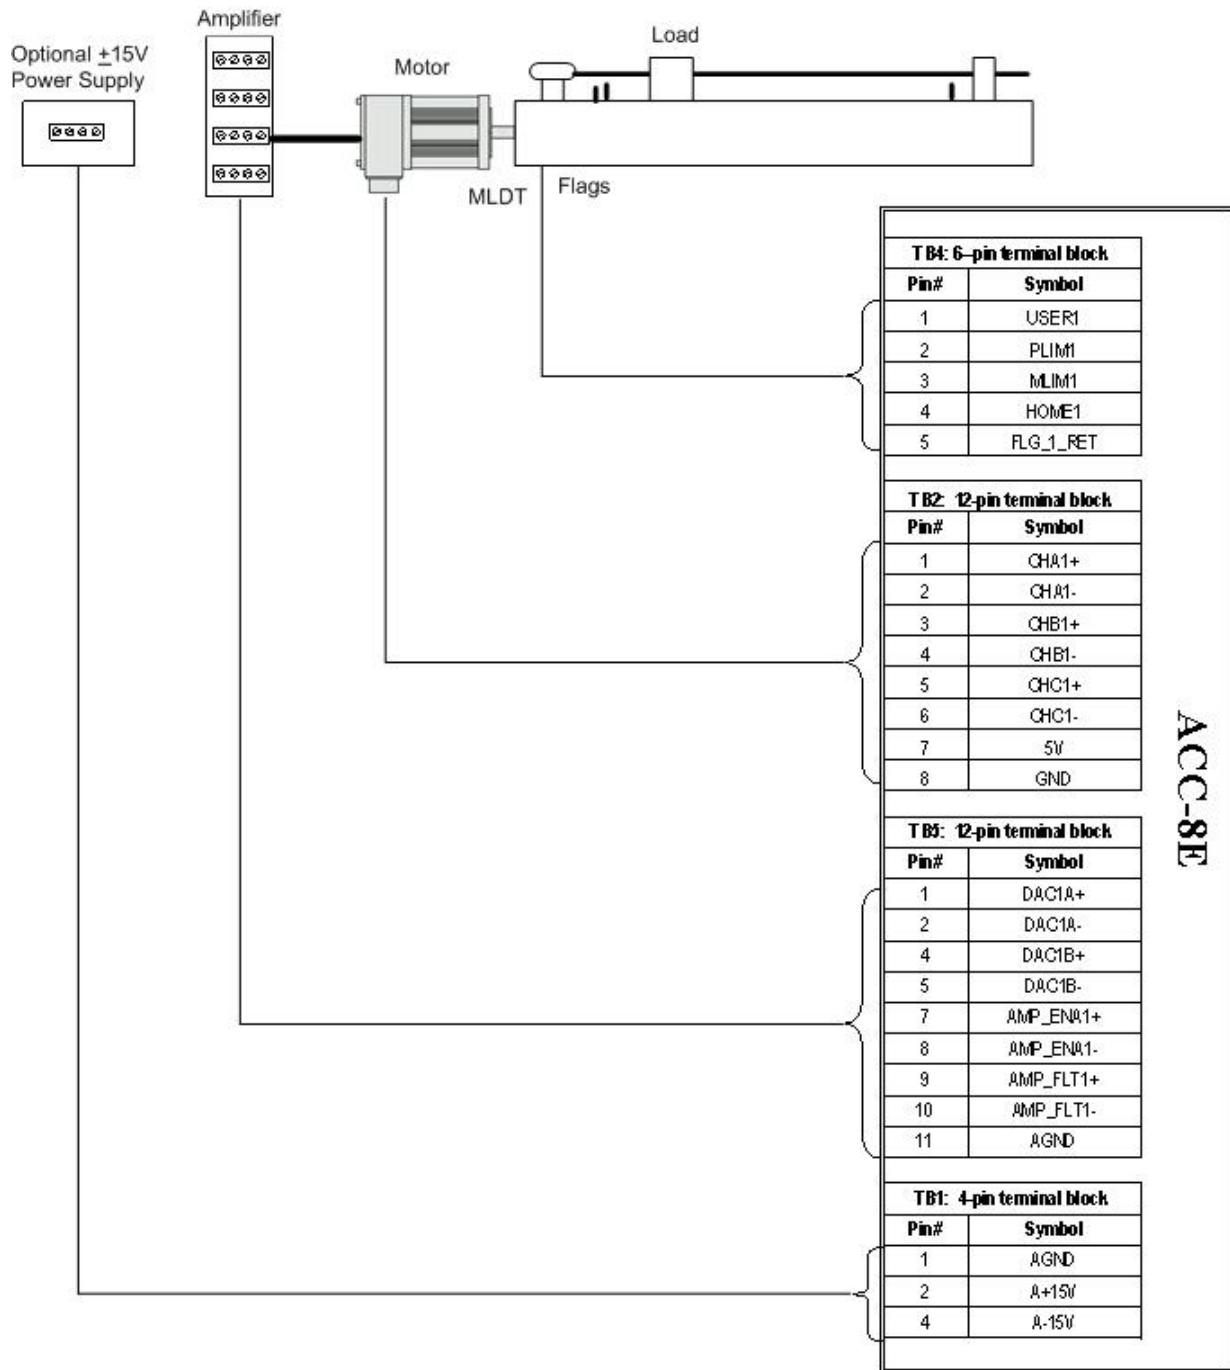 Amplifier
Optional ±15V
Power Supply
Motor
Load
MLDT
Flags
TB4: 6-pin terminal block
Pin# Symbol
1 USER1
2 PLIM1
3 MLIM1
4 HOME1
5 FLG_1_RET
TB2: 12-pin terminal block
Pin# Symbol
1 CHA1+
2 CHA1-
3 CHB1+
4 CHB1-
5 CHC1+
6 CHC1-
7 5V
8 GND
TB5: 12-pin terminal block
Pin# Symbol
1 DAC1A+
2 DAC1A-
4 DAC1B+
5 DAC1B-
7 AMP_ENA1+
8 AMP_ENA1-
9 AMP_FLT1+
10 AMP_FLT1-
11 AGND
TB1: 4-pin terminal block
Pin# Symbol
1 AGND
2 A+15V
4 A-15V
ACC-8E